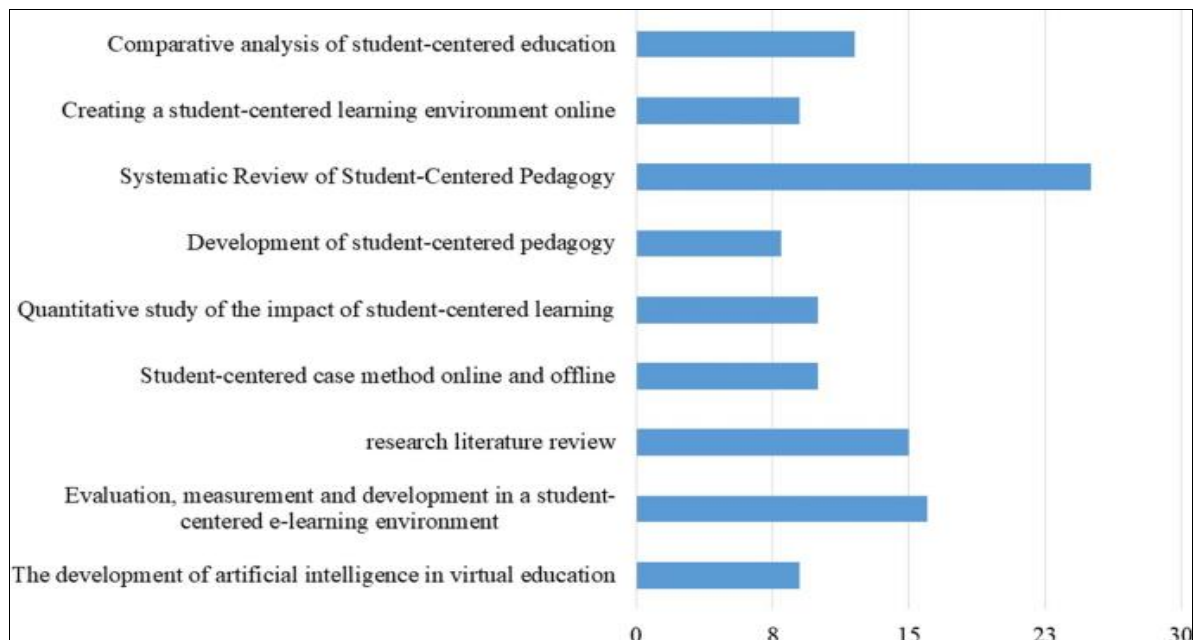 Comparative analysis of student-centered education
Creating a student-centered learning environment online
Systematic Review of Student-Centered Pedagogy
Development of student-centered pedagogy
Quantitative study of the impact of student-centered learning
Student-centered case method online and offline
research literature review
Evaluation, measurement and development in a student-
centered e-learning environment
The development of artificial intelligence in virtual education
0 8 15 23 30